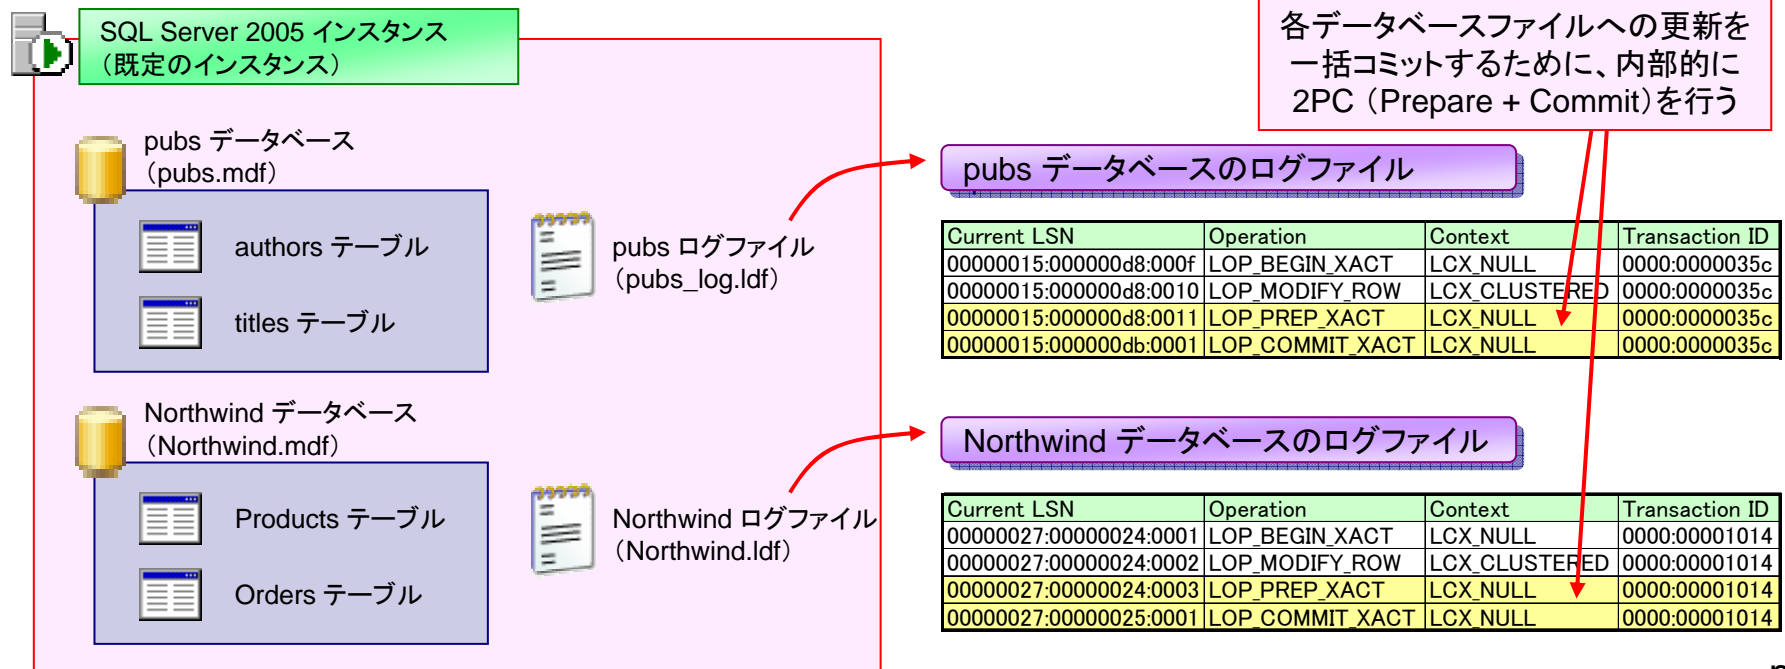 SQL Server 2005 インスタンス
（既定のインスタンス）
各データベースファイルへの更新を
一括コミットするために、内部的に
2PC （Prepare + Commit）を行う
pubs データベース
（pubs.mdf）
authors テーブル
titles テーブル
pubs ログファイル
（pubs_log.ldf）
pubs データベースのログファイル
Current LSN Operation Context Transaction ID
00000015:000000d8:000f LOP_BEGIN_XACT LCX_NULL 0000:0000035c
00000015:000000d8:0010 LOP_MODIFY_ROW LCX_CLUSTERED 0000:0000035c
00000015:000000d8:0011 LOP_PREP_XACT LCX_NULL 0000:0000035c
00000015:000000db:0001 LOP_COMMIT_XACT LCX_NULL 0000:0000035c
Northwind データベース
（Northwind.mdf）
Products テーブル
Orders テーブル
Northwind ログファイル
（Northwind.ldf）
Northwind データベースのログファイル
Current LSN Operation Context Transaction ID
00000027:00000024:0001 LOP_BEGIN_XACT LCX_NULL 0000:00001014
00000027:00000024:0002 LOP_MODIFY_ROW LCX_CLUSTERED 0000:00001014
00000027:00000024:0003 LOP_PREP_XACT LCX_NULL 0000:00001014
00000027:00000025:0001 LOP_COMMIT_XACT LCX_NULL 0000:00001014